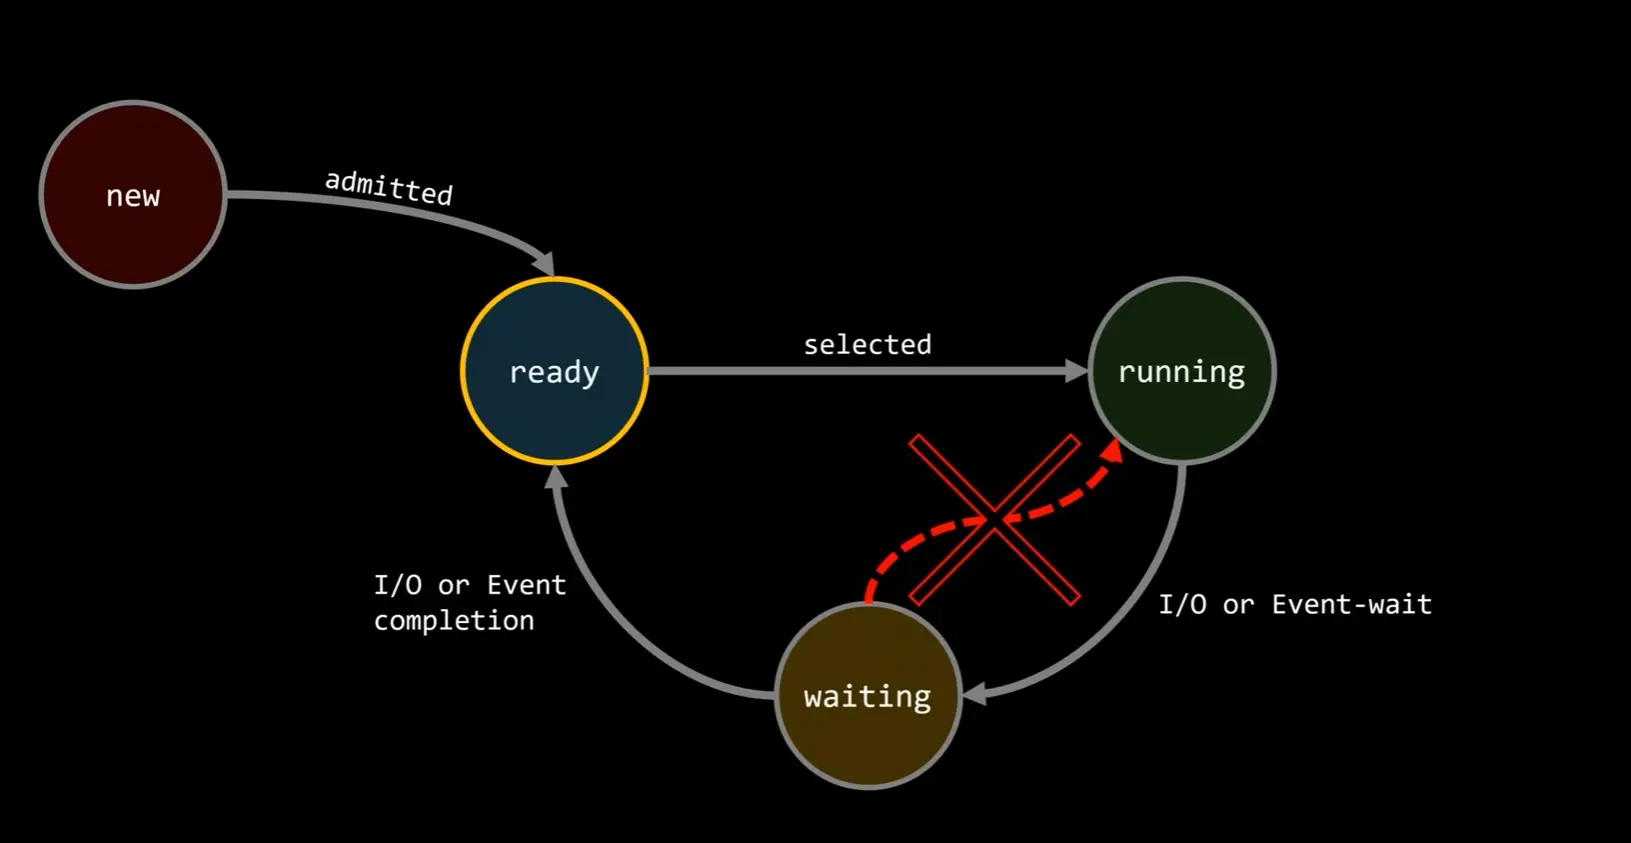 new
admitted
ready
selected
running
I/O or Event
completion
I/O or Event-wait
waiting